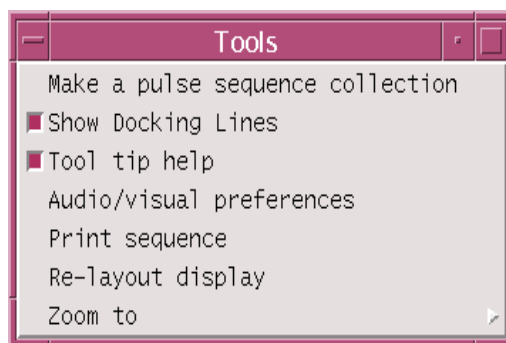 Tools
Make a pulse sequence collection
Show Docking Lines
Tool tip help
Audio/visual preferences
Print sequence
Re-layout display
Zoom to